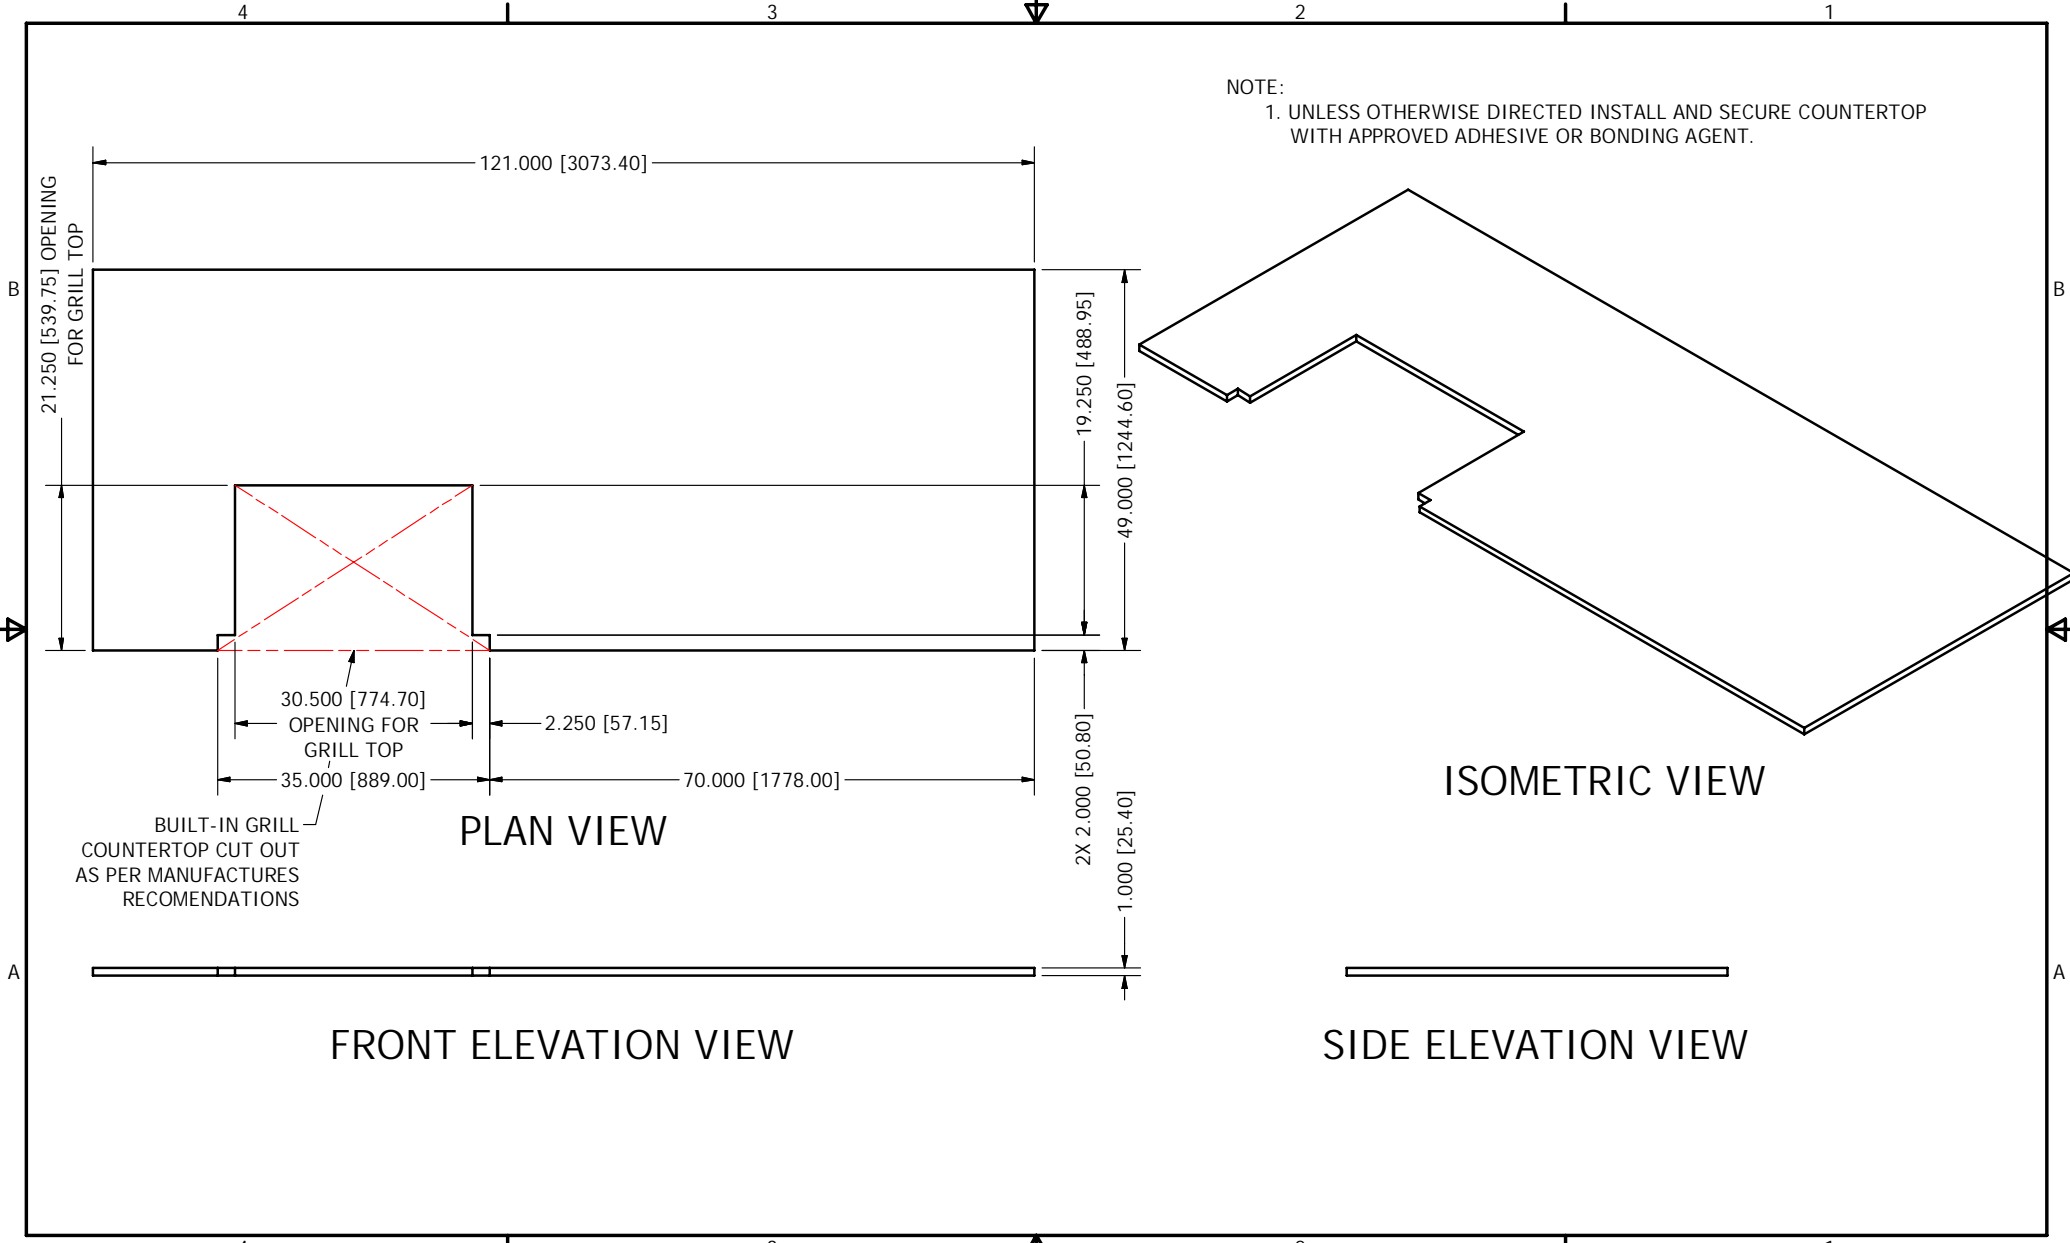 4 3 2 1
NOTE:
1. UNLESS OTHERWISE DIRECTED INSTALL AND SECURE COUNTERTOP
WITH APPROVED ADHESIVE OR BONDING AGENT.
121.000 [3073.40]
21.250 [539.75] OPENING
FOR GRILL TOP
B
B
19.250 [488.95]
49.000 [1244.60]
30.500 [774.70]
OPENING FOR
GRILL TOP
2.250 [57.15]
35.000 [889.00]
70.000 [1778.00]
2X 2.000 [50.80]
1.000 [25.40]
BUILT-IN GRILL
COUNTERTOP CUT OUT
AS PER MANUFACTURES
RECOMENDATIONS
PLAN VIEW
ISOMETRIC VIEW
A
A
FRONT ELEVATION VIEW
SIDE ELEVATION VIEW